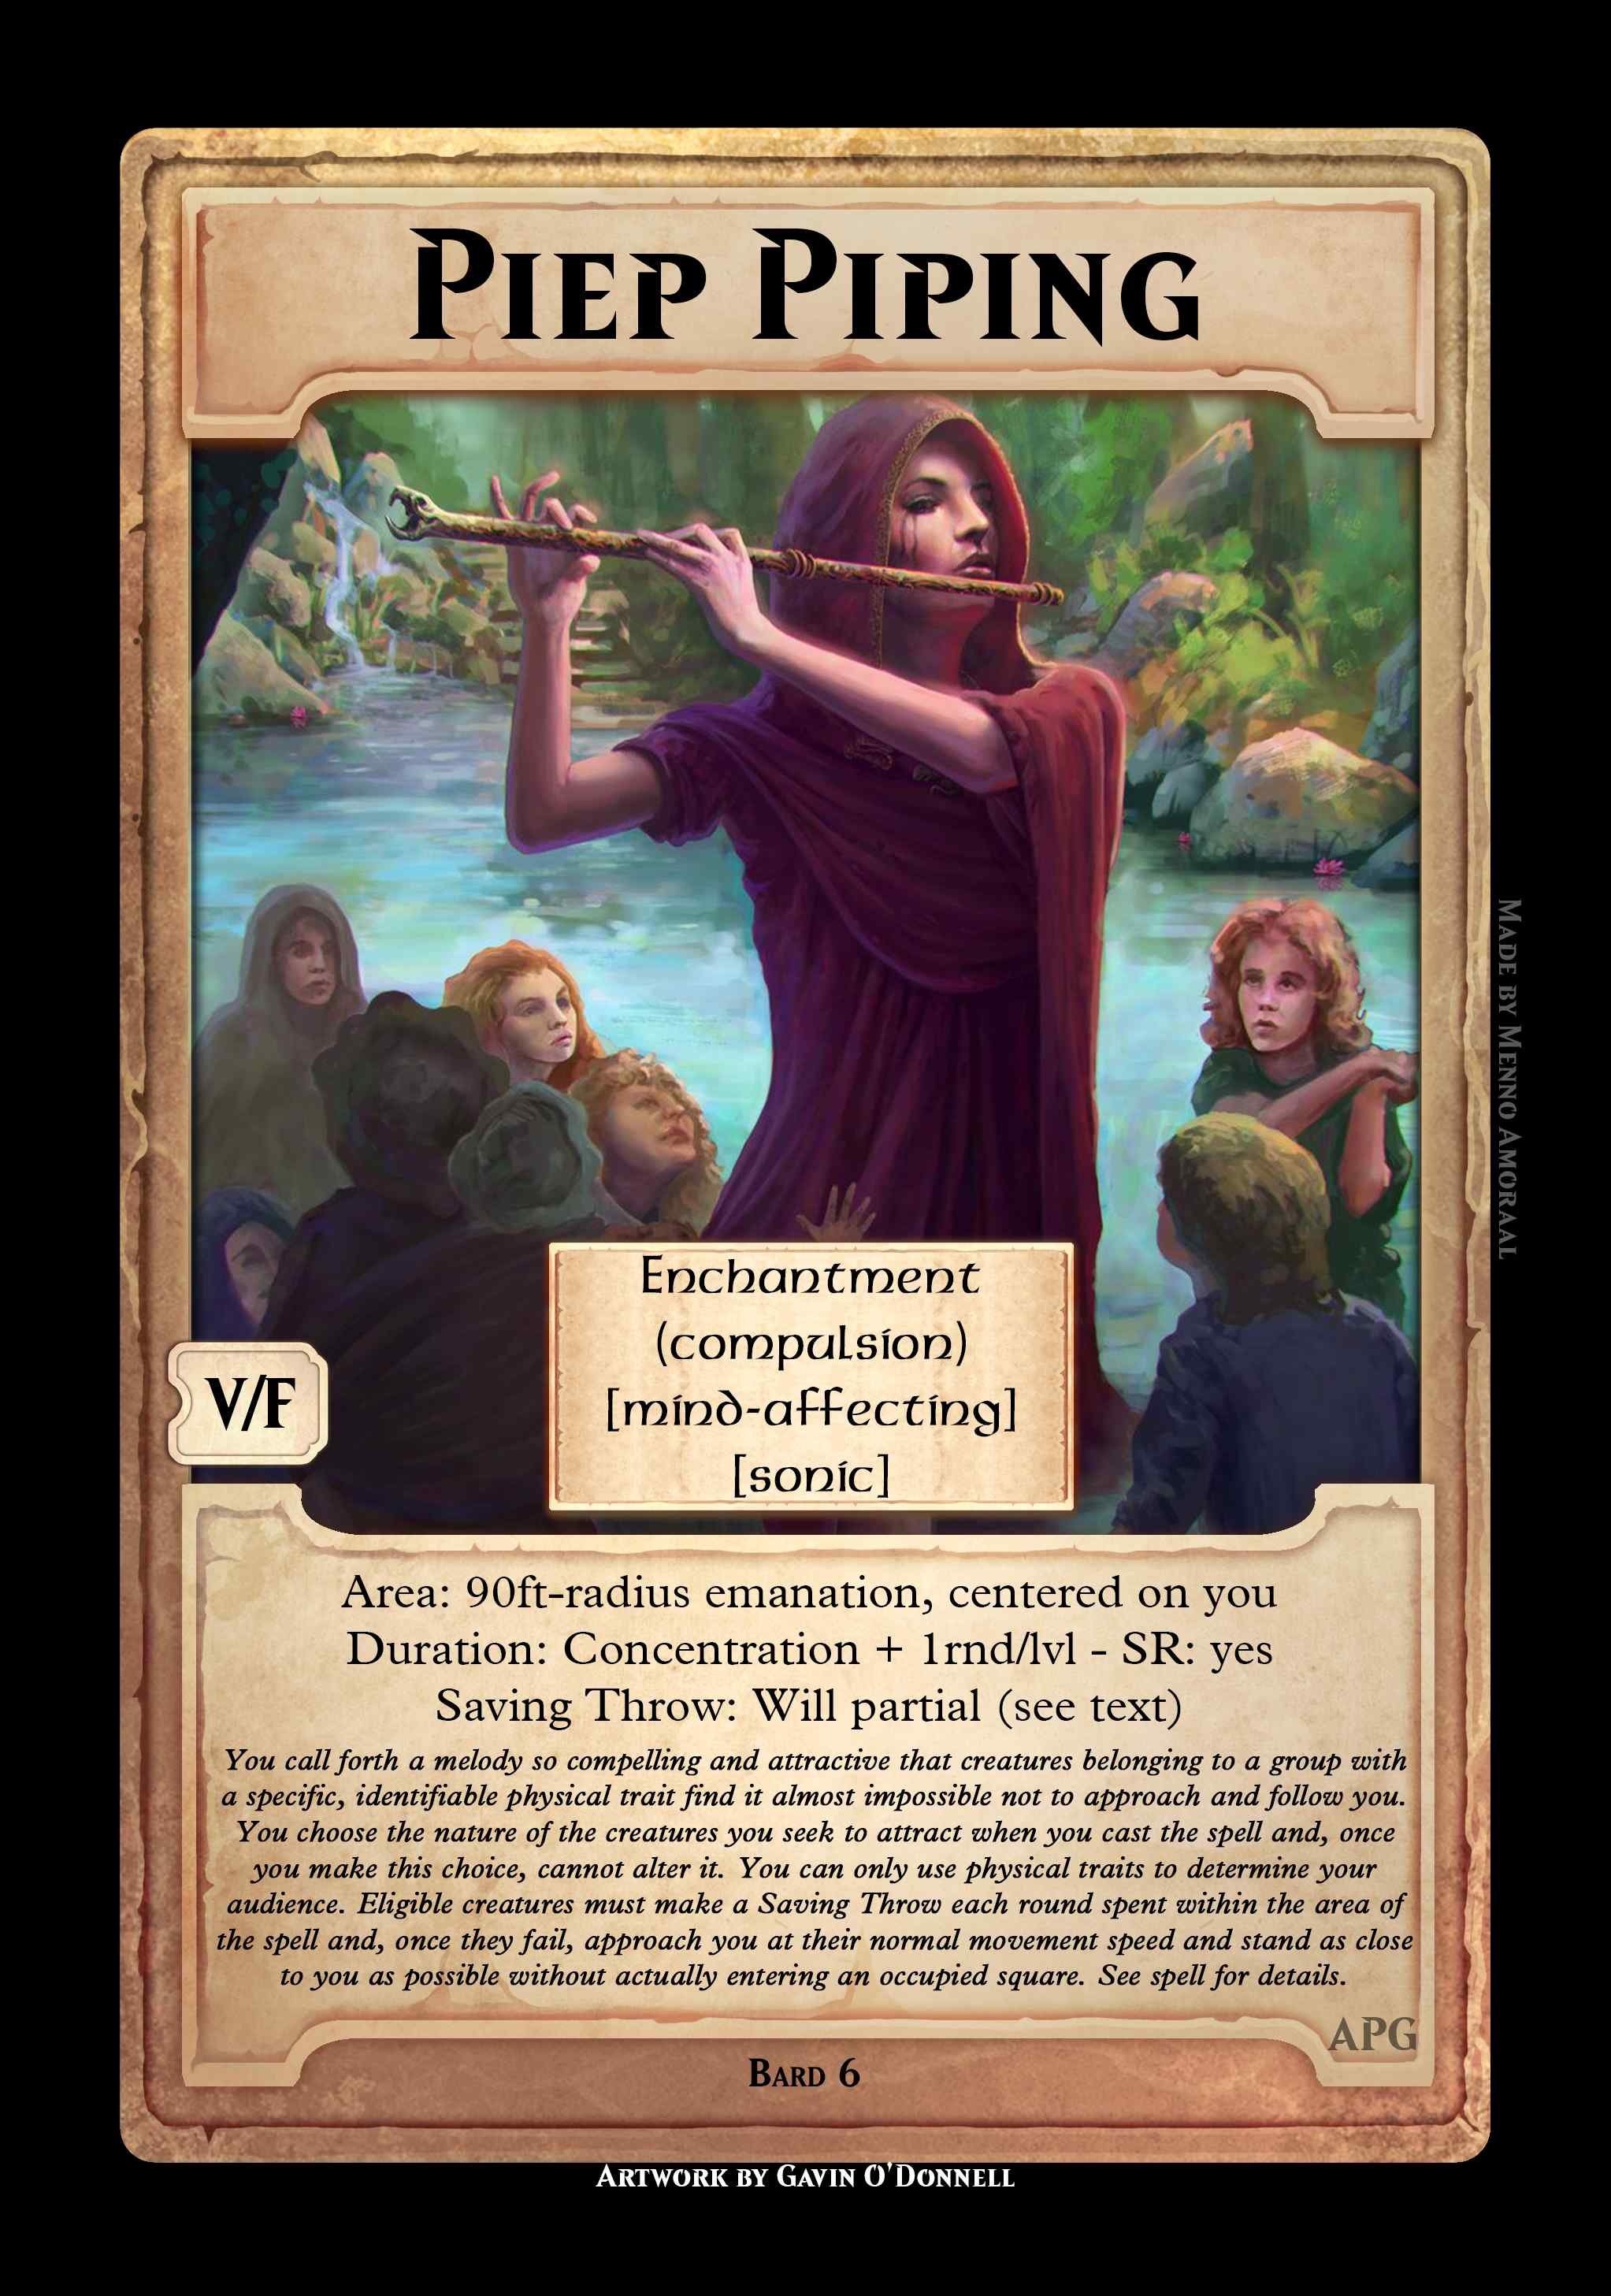 Piep Piping
Enchantment
(compulsion)
[mind-affecting]
[sonic]
V/F
Area: 90ft-radius emanation, centered on you
Duration: Concentration + 1rnd/lvl - SR: yes
Saving Throw: Will partial (see text)
You call forth a melody so compelling and attractive that creatures belonging to a group with
a specific, identifiable physical trait find it almost impossible not to approach and follow you.
You choose the nature of the creatures you seek to attract when you cast the spell and, once
you make this choice, cannot alter it. You can only use physical traits to determine your
audience. Eligible creatures must make a Saving Throw each round spent within the area of
the spell and, once they fail, approach you at their normal movement speed and stand as close
to you as possible without actually entering an occupied square. See spell for details.
APG
Bard 6
Artwork by Gavin O'Donnell
Made by Menno Amoraal